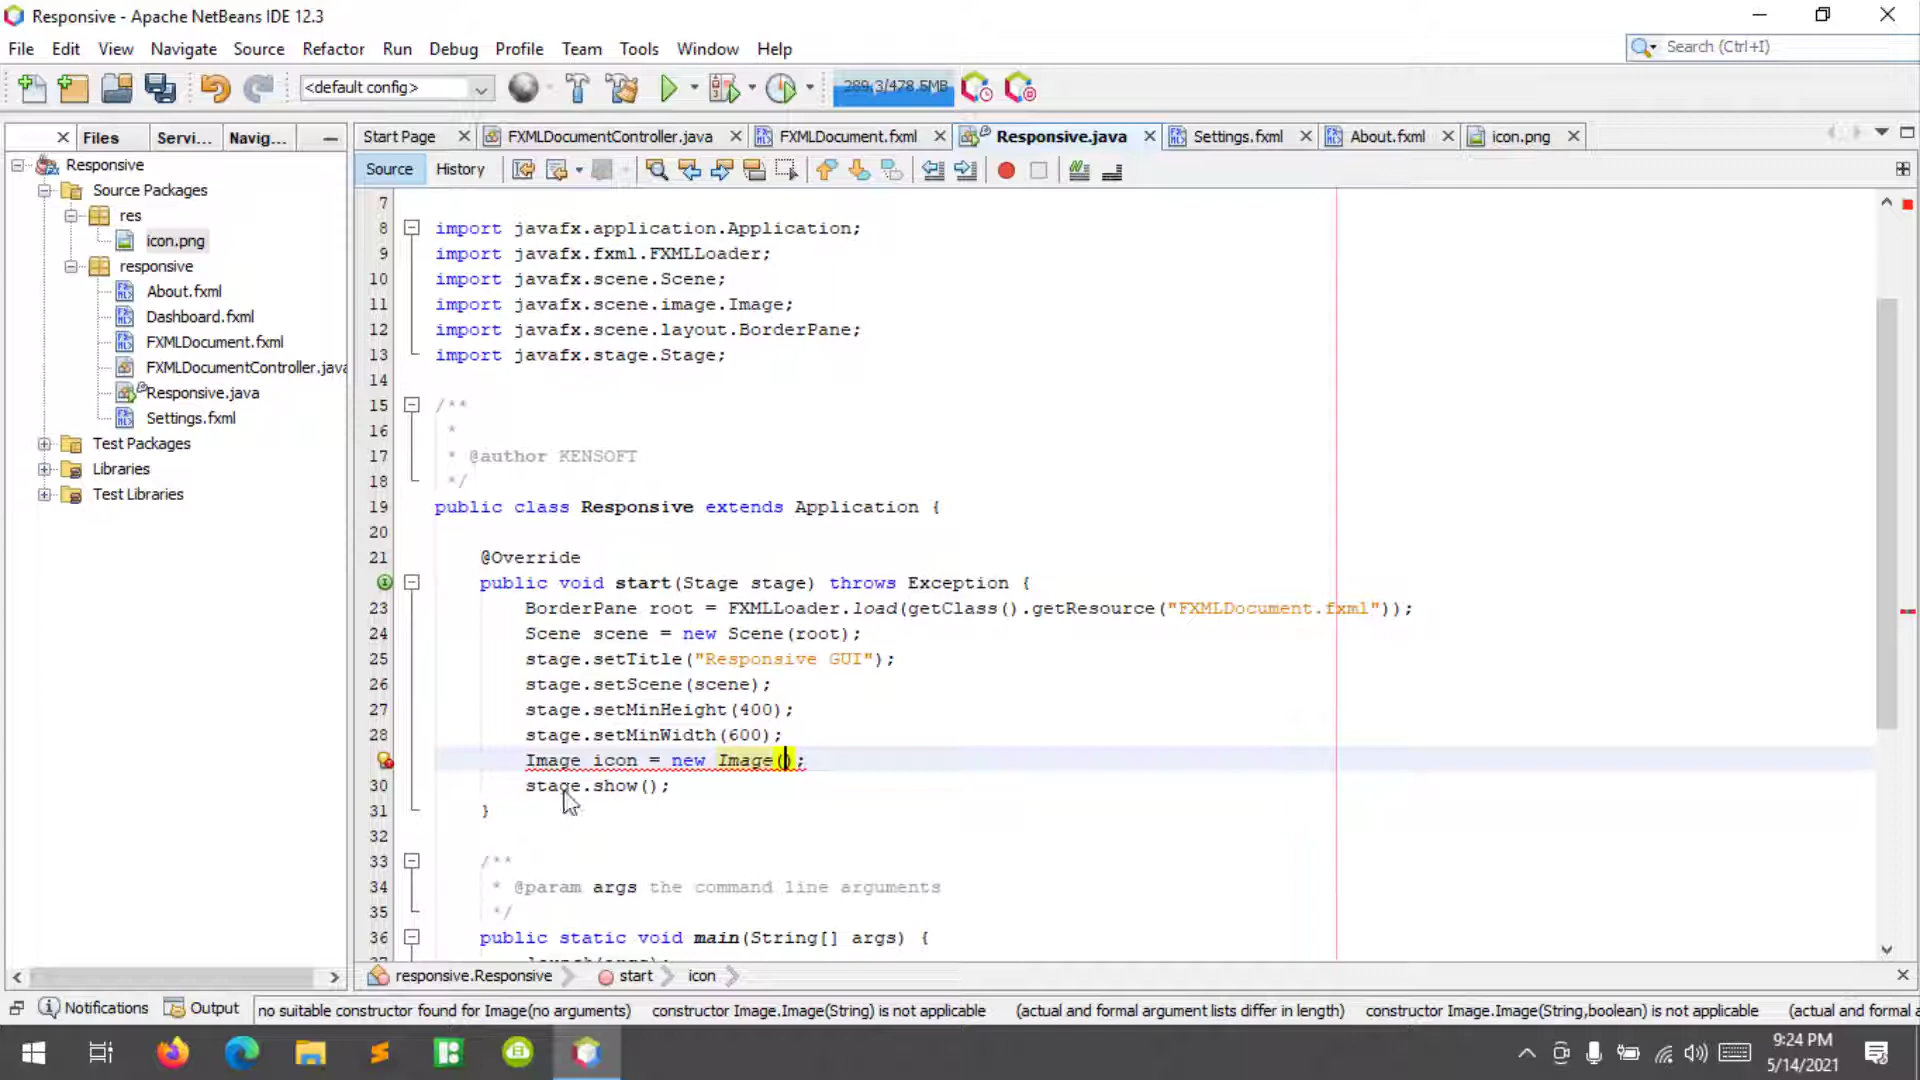 Responsive - Apache NetBeans IDE 12.3
File Edit View Navigate Source Refactor Run Debug Profile Team Tools Window Help
Search (Ctrl+I)
<default config>
289.3/478.5MB
Files Servi... Navig...
Start Page FXMLDocumentController.java FXMLDocument.fxml Responsive.java Settings.fxml About.fxml icon.png
Source History
Responsive
Source Packages
res
icon.png
responsive
About.fxml
Dashboard.fxml
FXMLDocument.fxml
FXMLDocumentController.java
Responsive.java
Settings.fxml
Test Packages
Libraries
Test Libraries
7
8 import javafx.application.Application;
9 import javafx.fxml.FXMLLoader;
10 import javafx.scene.Scene;
11 import javafx.scene.image.Image;
12 import javafx.scene.layout.BorderPane;
13 import javafx.stage.Stage;
14
15 /**
16 *
17 * @author KENSOFT
18 */
19 public class Responsive extends Application {
20
21 @Override
public void start(Stage stage) throws Exception {
23 BorderPane root = FXMLLoader.load(getClass().getResource("FXMLDocument.fxml"));
24 Scene scene = new Scene(root);
25 stage.setTitle("Responsive GUI");
26 stage.setScene(scene);
27 stage.setMinHeight(400);
28 stage.setMinWidth(600);
Image icon = new Image();
30 stage.show();
31 }
32
33 /**
34 * @param args the command line arguments
35 */
36 public static void main(String[] args) {
37 launch(args);
responsive.Responsive start icon
Notifications Output no suitable constructor found for Image(no arguments) constructor Image.Image(String) is not applicable (actual and formal argument lists differ in length) constructor Image.Image(String,boolean) is not applicable (actual and formal a
9:24 PM
5/14/2021